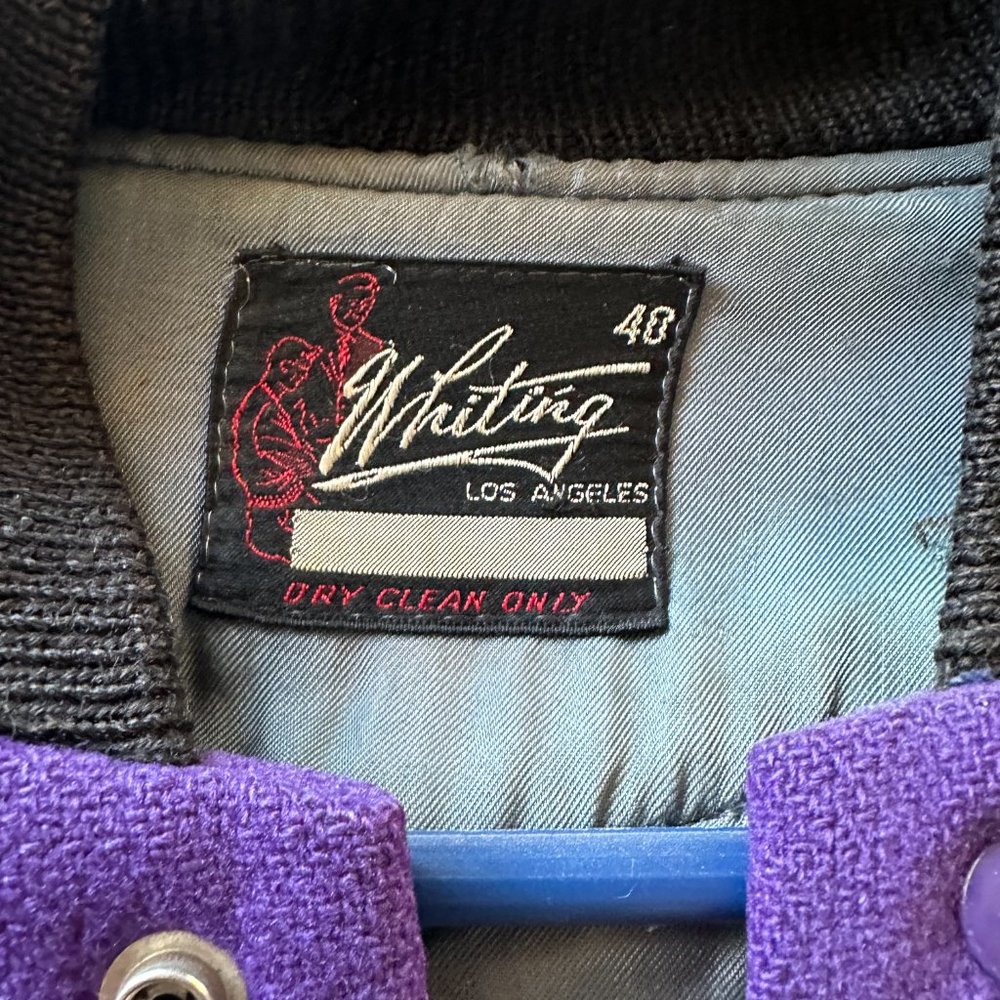 48
Whiting
LOS ANGELES
DRY CLEAN ONLY